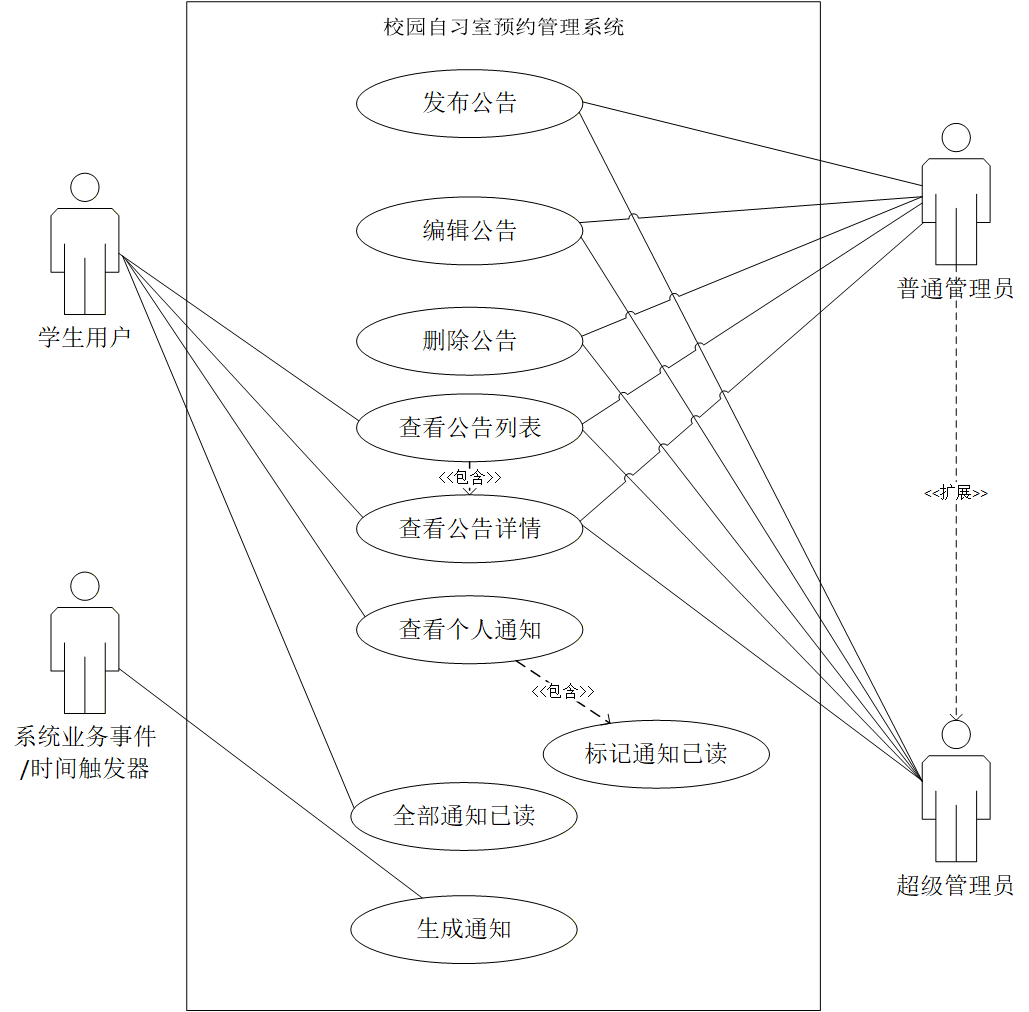 校园自习室预约管理系统
发布公告
编辑公告
普通管理员
学生用户
删除公告
查看公告列表
<<包含>>
<<扩展>>
查看公告详情
查看个人通知
<<包含>>
系统业务事件
/时间触发器
标记通知已读
全部通知已读
超级管理员
生成通知